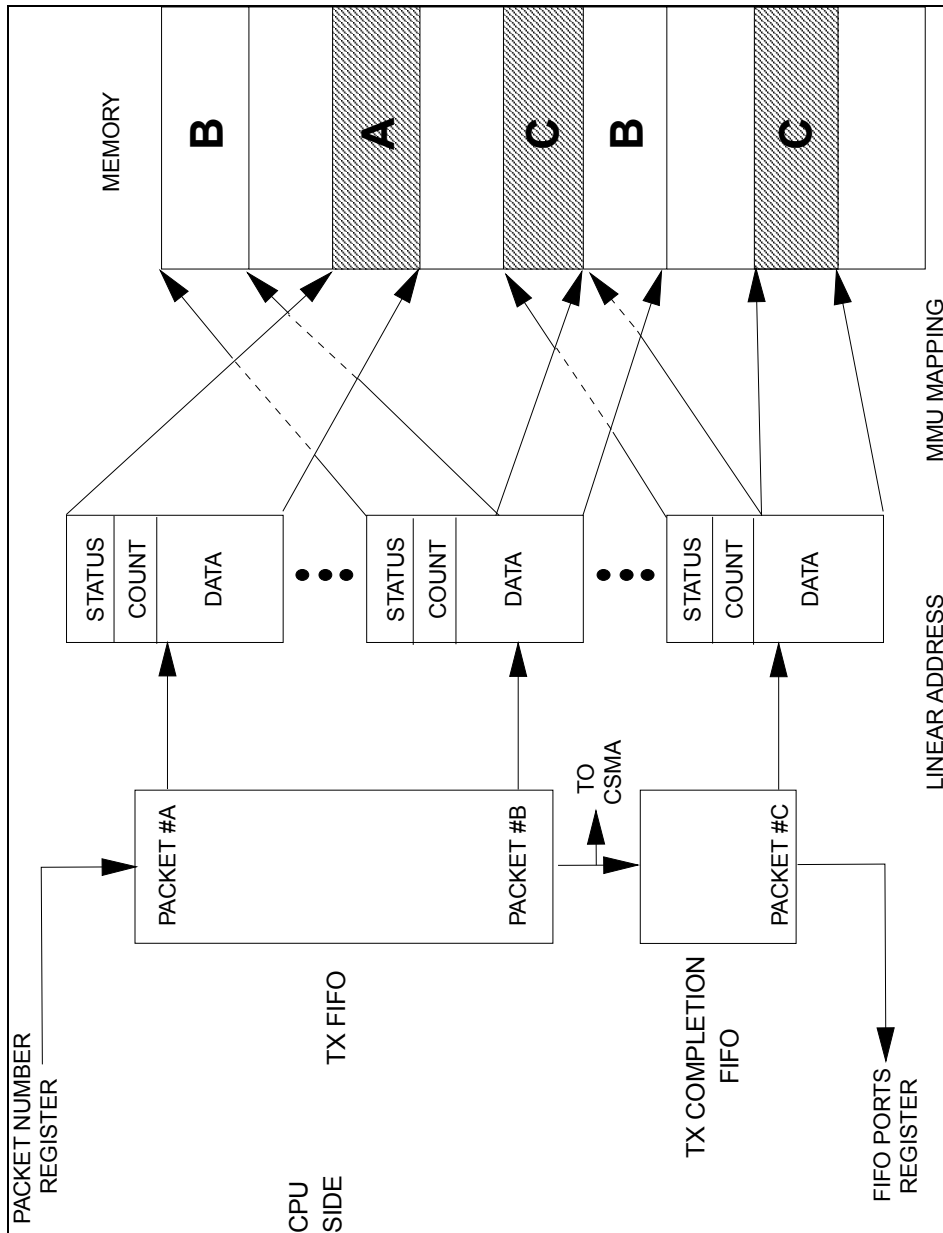 PACKET NUMBER
REGISTER
CPU
SIDE
TX FIFO
PACKET #A
PACKET #B
TO
CSMA
TX COMPLETION
FIFO
PACKET #C
FIFO PORTS
REGISTER
STATUS
COUNT
DATA
STATUS
COUNT
DATA
STATUS
COUNT
DATA
LINEAR ADDRESS
MMU MAPPING
MEMORY
B
A
C
B
C